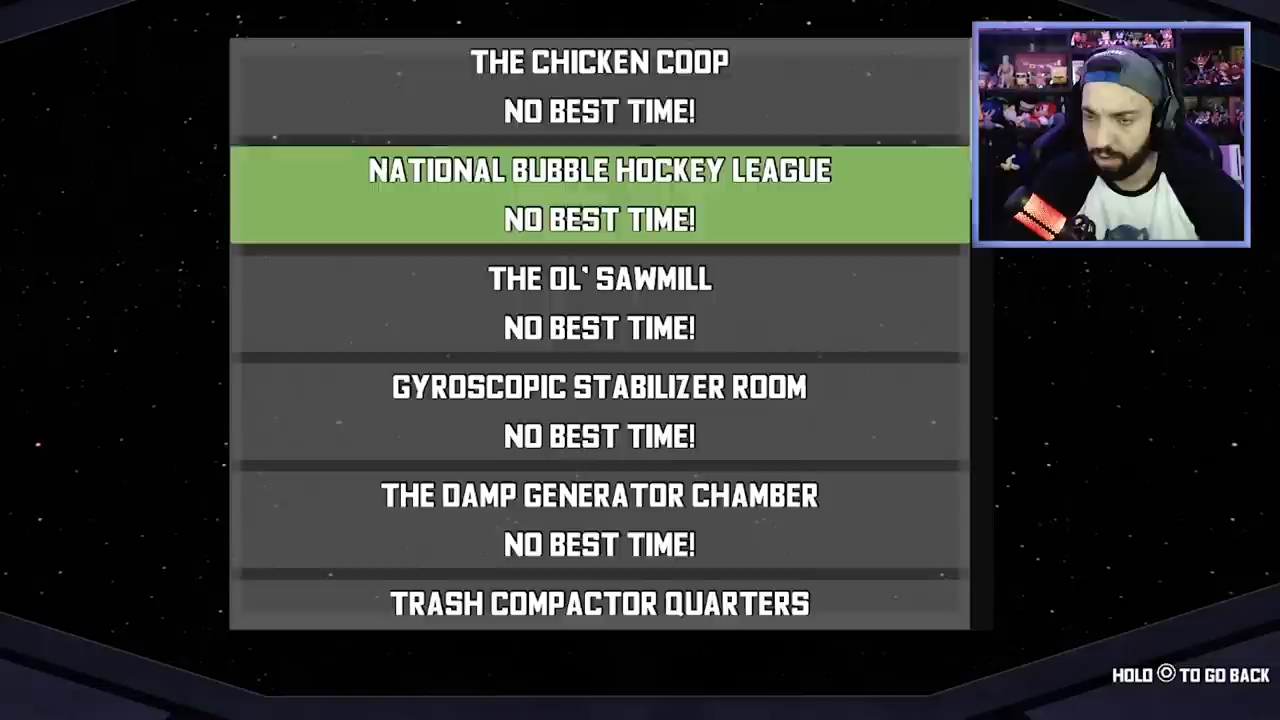 THE CHICKEN COOP
NO BEST TIME!
NATIONAL BUBBLE HOCKEY LEAGUE
NO BEST TIME!
THE OL' SAWMILL
NO BEST TIME!
GYROSCOPIC STABILIZER ROOM
NO BEST TIME!
THE DAMP GENERATOR CHAMBER
NO BEST TIME!
TRASH COMPACTOR QUARTERS
HOLD TO GO BACK